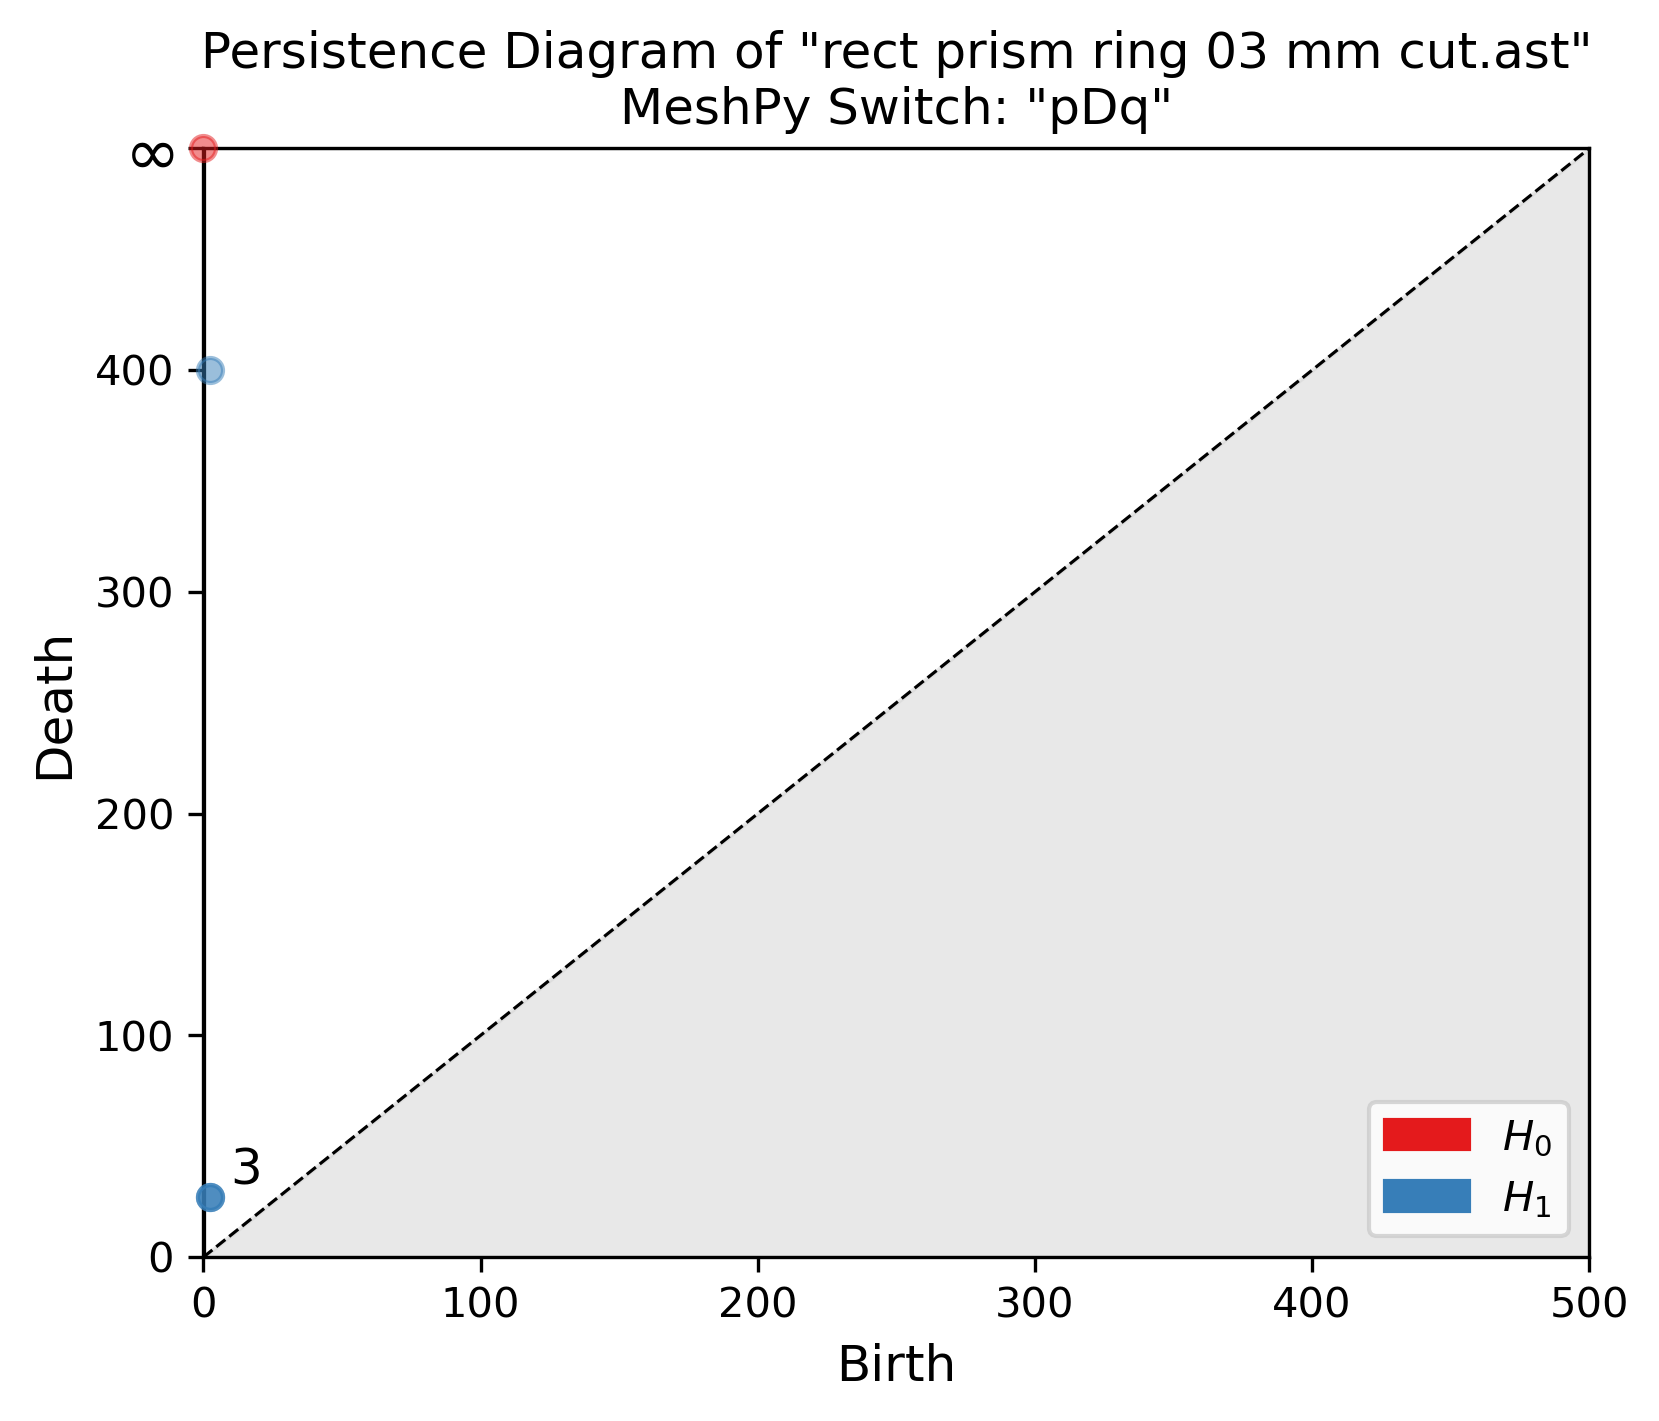 Persistence Diagram of "rect prism ring 03 mm cut.ast"
MeshPy Switch: "pDq"
∞
400
300
200
100
0
Death
3
H₀
H₁
0 100 200 300 400 500
Birth